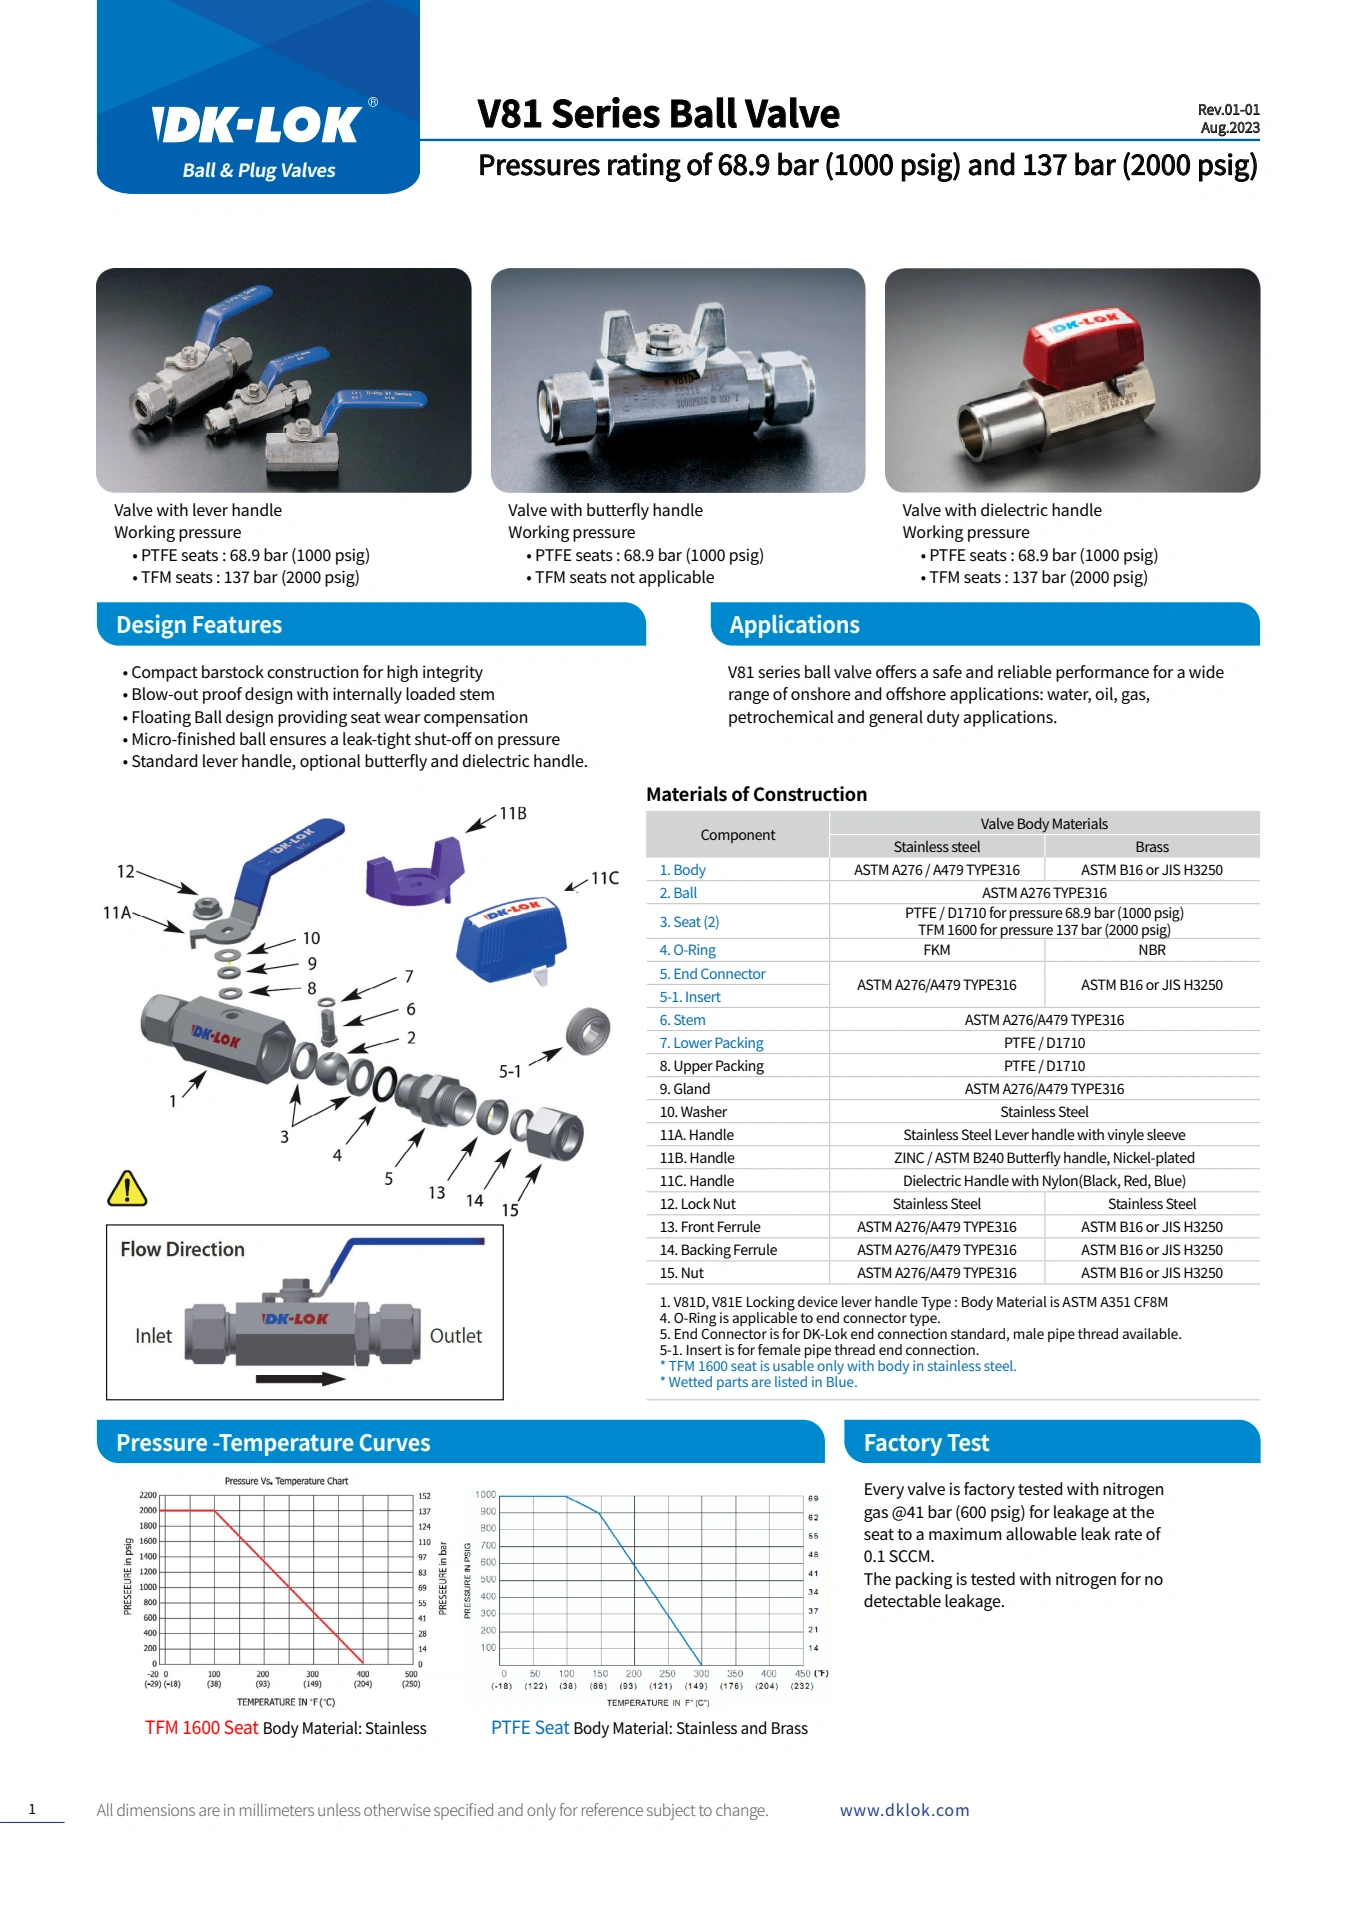 DK-LOK®
Ball & Plug Valves
V81 Series Ball Valve
Rev.01-01
Aug.2023
Pressures rating of 68.9 bar (1000 psig) and 137 bar (2000 psig)
DK-LOK
Valve with lever handle
Working pressure
• PTFE seats : 68.9 bar (1000 psig)
• TFM seats : 137 bar (2000 psig)
Valve with butterfly handle
Working pressure
• PTFE seats : 68.9 bar (1000 psig)
• TFM seats not applicable
Valve with dielectric handle
Working pressure
• PTFE seats : 68.9 bar (1000 psig)
• TFM seats : 137 bar (2000 psig)
Design Features
• Compact barstock construction for high integrity
• Blow-out proof design with internally loaded stem
• Floating Ball design providing seat wear compensation
• Micro-finished ball ensures a leak-tight shut-off on pressure
• Standard lever handle, optional butterfly and dielectric handle.
Applications
V81 series ball valve offers a safe and reliable performance for a wide
range of onshore and offshore applications: water, oil, gas,
petrochemical and general duty applications.
11B
DK-LOK
12
11C
DK-LOK
11A
10
9
8
7
6
2
DK-LOK
5-1
1
3
4
5
13
14
15
Flow Direction
DK-LOK
Inlet
Outlet
Materials of Construction
Component Valve Body Materials
Stainless steel Brass
1. Body ASTM A276 / A479 TYPE316 ASTM B16 or JIS H3250
2. Ball ASTM A276 TYPE316
3. Seat (2) PTFE / D1710 for pressure 68.9 bar (1000 psig)
TFM 1600 for pressure 137 bar (2000 psig)
4. O-Ring FKM NBR
5. End Connector ASTM A276/A479 TYPE316 ASTM B16 or JIS H3250
5-1. Insert
6. Stem ASTM A276/A479 TYPE316
7. Lower Packing PTFE / D1710
8. Upper Packing PTFE / D1710
9. Gland ASTM A276/A479 TYPE316
10. Washer Stainless Steel
11A. Handle Stainless Steel Lever handle with vinyle sleeve
11B. Handle ZINC / ASTM B240 Butterfly handle, Nickel-plated
11C. Handle Dielectric Handle with Nylon(Black, Red, Blue)
12. Lock Nut Stainless Steel Stainless Steel
13. Front Ferrule ASTM A276/A479 TYPE316 ASTM B16 or JIS H3250
14. Backing Ferrule ASTM A276/A479 TYPE316 ASTM B16 or JIS H3250
15. Nut ASTM A276/A479 TYPE316 ASTM B16 or JIS H3250
1. V81D, V81E Locking device lever handle Type : Body Material is ASTM A351 CF8M
4. O-Ring is applicable to end connector type.
5. End Connector is for DK-Lok end connection standard, male pipe thread available.
5-1. Insert is for female pipe thread end connection.
* TFM 1600 seat is usable only with body in stainless steel.
* Wetted parts are listed in Blue.
Pressure -Temperature Curves
Pressure Vs. Temperature Chart
PRESEEURE in psig
2200
2000
1800
1600
1400
1200
1000
800
600
400
200
0
152
137
124
110
97
83
69
55
41
28
14
0
PRESEEURE in bar
-20 0 100 200 300 400 500
(-29) (-18) (38) (93) (149) (204) (250)
TEMPERATURE IN °F (°C)
TFM 1600 Seat Body Material: Stainless
PRESSURE IN PSIG
1000
900
800
700
600
500
400
300
200
100
69
62
55
48
41
34
37
21
14
0 50 100 150 200 250 300 350 400 450 (°F)
(-18) (122) (38) (66) (93) (121) (149) (176) (204) (232)
TEMPERATURE IN F° (C°)
PTFE Seat Body Material: Stainless and Brass
Factory Test
Every valve is factory tested with nitrogen
gas @41 bar (600 psig) for leakage at the
seat to a maximum allowable leak rate of
0.1 SCCM.
The packing is tested with nitrogen for no
detectable leakage.
1
All dimensions are in millimeters unless otherwise specified and only for reference subject to change.
www.dklok.com